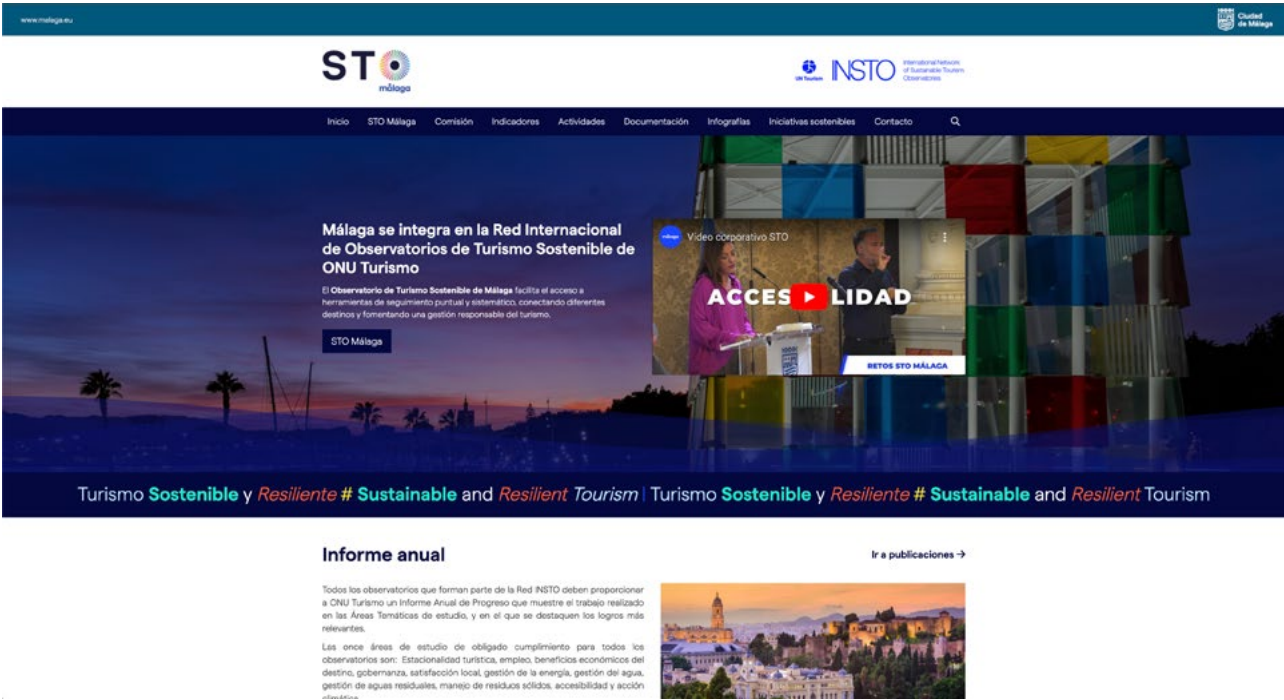 www.malaga.eu
Ciudad
de Málaga
STO
málaga
UN Tourism
INSTO
International Network
of Sustainable Tourism
Observatories
Inicio STO Málaga Comisión Indicadores Actividades Documentación Infografías Iniciativas sostenibles Contacto
Málaga se integra en la Red Internacional
de Observatorios de Turismo Sostenible de
ONU Turismo
El Observatorio de Turismo Sostenible de Málaga facilita el acceso a
herramientas de seguimiento puntual y sistemático, conectando diferentes
destinos y fomentando una gestión responsable del turismo.
STO Málaga
málaga
Vídeo corporativo STO
ACCES LIDAD
RETOS STO MÁLAGA
Turismo Sostenible y Resiliente # Sustainable and Resilient Tourism | Turismo Sostenible y Resiliente # Sustainable and Resilient Tourism
Informe anual
Ir a publicaciones →
Todos los observatorios que forman parte de la Red INSTO deben proporcionar
a ONU Turismo un Informe Anual de Progreso que muestre el trabajo realizado
en las Áreas Temáticas de estudio, y en el que se destaquen los logros más
relevantes.
Las once áreas de estudio de obligado cumplimiento para todos los
observatorios son: Estacionalidad turística, empleo, beneficios económicos del
destino, gobernanza, satisfacción local, gestión de la energía, gestión del agua,
gestión de aguas residuales, manejo de residuos sólidos, accesibilidad y acción
climática.